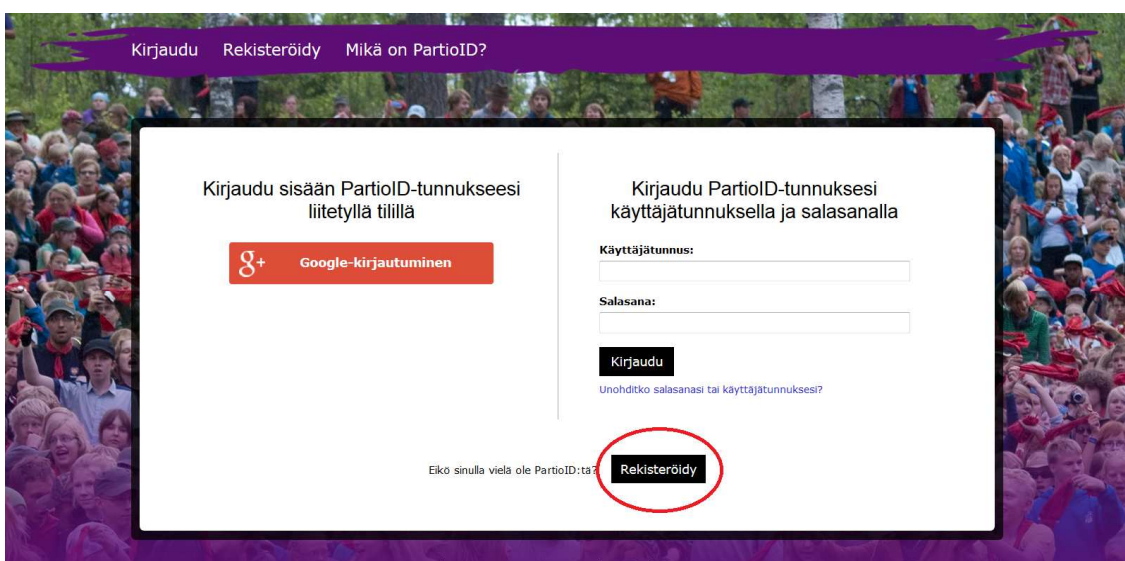 Kirjaudu Rekisteröidy Mikä on PartioID?
Kirjaudu sisään PartioID-tunnukseesi
liitetyllä tilillä
g+ Google-kirjautuminen
Kirjaudu PartioID-tunnuksesi
käyttäjätunnuksella ja salasanalla
Käyttäjätunnus:
Salasana:
Kirjaudu
Unohditko salasanasi tai käyttäjätunnuksesi?
Eikö sinulla vielä ole PartioID:tä? Rekisteröidy